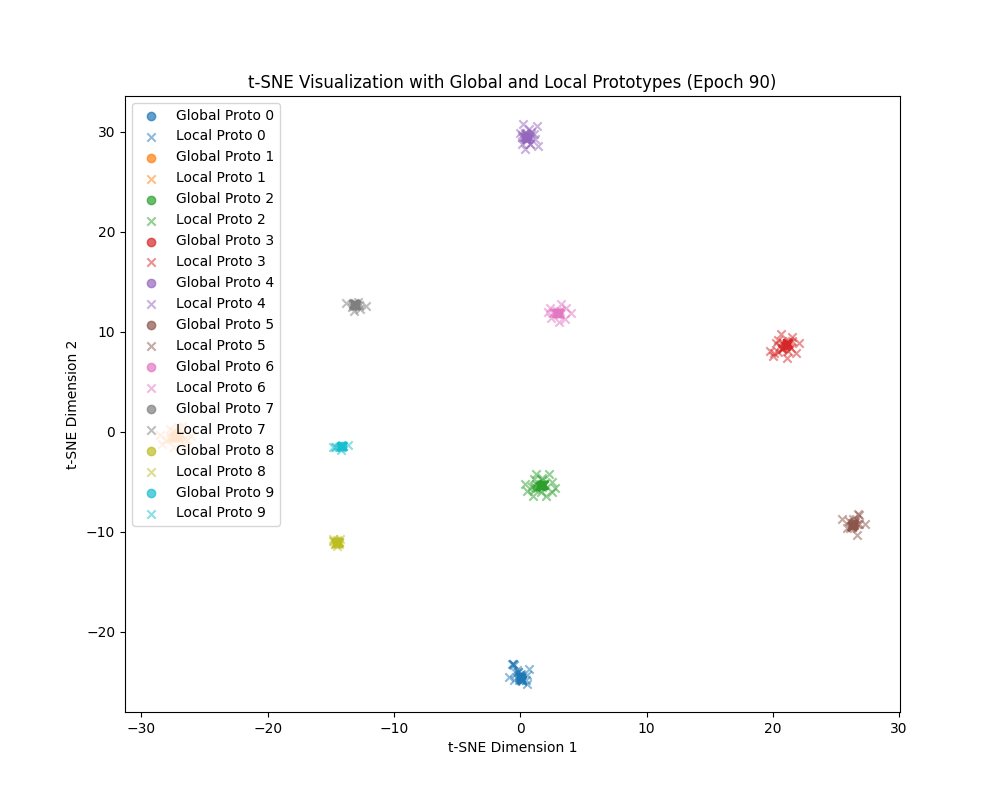 t-SNE Visualization with Global and Local Prototypes (Epoch 90)
Global Proto 0
Local Proto 0
Global Proto 1
Local Proto 1
Global Proto 2
Local Proto 2
Global Proto 3
Local Proto 3
Global Proto 4
Local Proto 4
Global Proto 5
Local Proto 5
Global Proto 6
Local Proto 6
Global Proto 7
Local Proto 7
Global Proto 8
Local Proto 8
Global Proto 9
Local Proto 9
t-SNE Dimension 2
30
20
10
0
−10
−20
−30 −20 −10 0 10 20 30
t-SNE Dimension 1